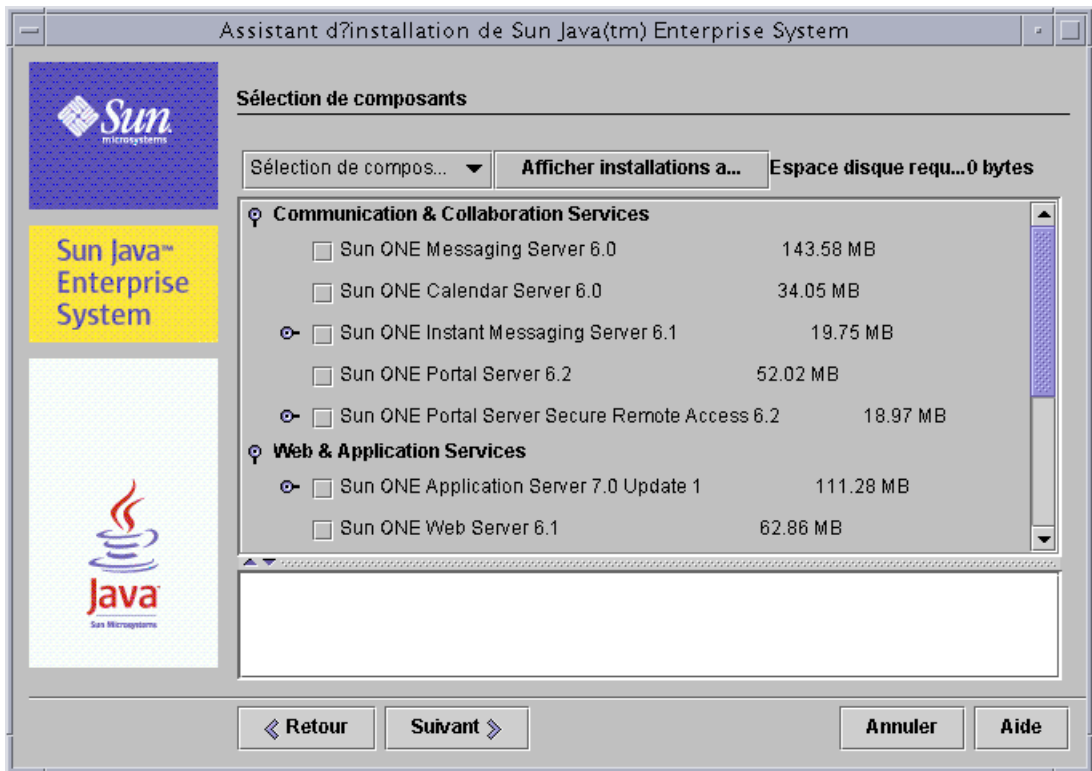 Assistant d?installation de Sun Java(tm) Enterprise System
Sun
microsystems
Sun Java™
Enterprise
System
Java
Sun Microsystems
Sélection de composants
Sélection de compos...
Afficher installations a...
Espace disque requ...0 bytes
Communication & Collaboration Services
Sun ONE Messaging Server 6.0 143.58 MB
Sun ONE Calendar Server 6.0 34.05 MB
Sun ONE Instant Messaging Server 6.1 19.75 MB
Sun ONE Portal Server 6.2 52.02 MB
Sun ONE Portal Server Secure Remote Access 6.2 18.97 MB
Web & Application Services
Sun ONE Application Server 7.0 Update 1 111.28 MB
Sun ONE Web Server 6.1 62.86 MB
Retour
Suivant
Annuler
Aide